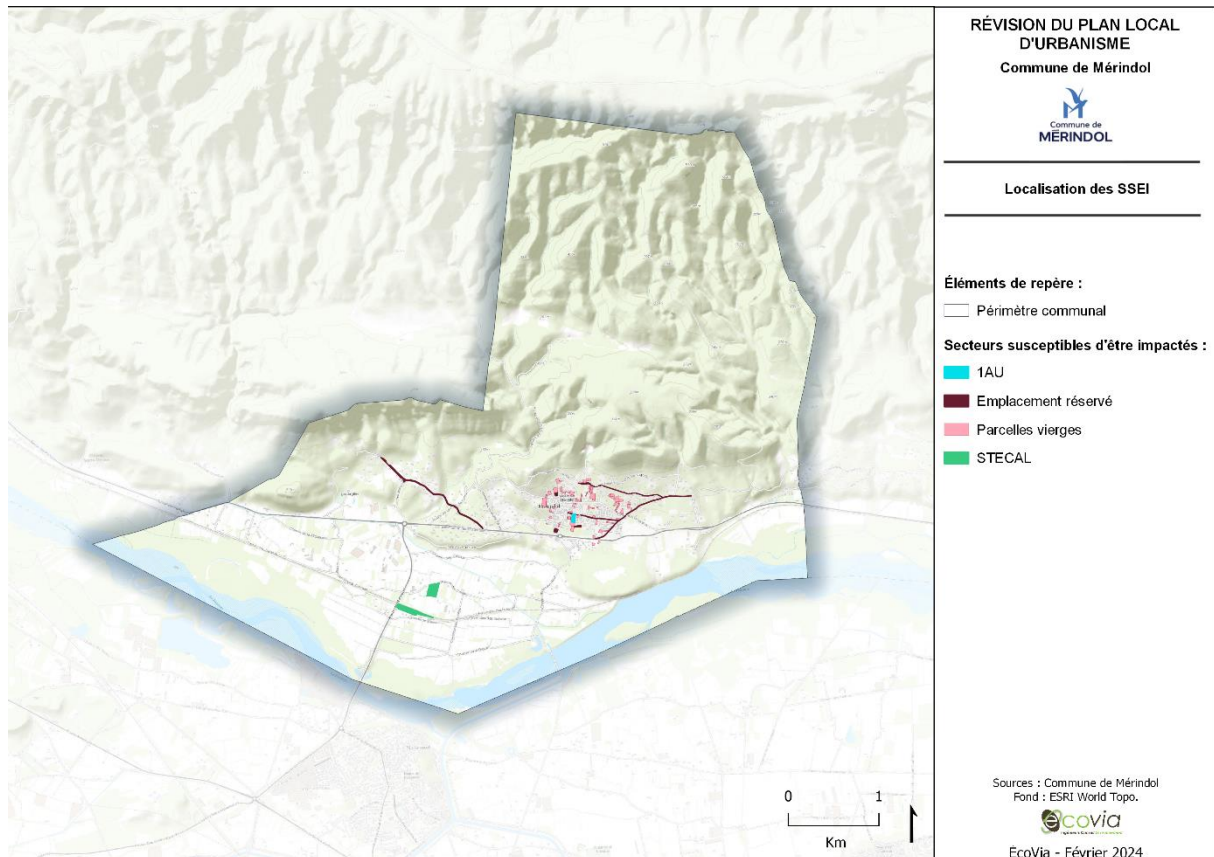 RÉVISION DU PLAN LOCAL
D'URBANISME
Commune de Mérindol
Commune de
MÉRINDOL
Localisation des SSEI
Éléments de repère :
Périmètre communal
Secteurs susceptibles d'être impactés :
1AU
Emplacement réservé
Parcelles vierges
STECAL
0 1
Km
Sources : Commune de Mérindol
Fond : ESRI World Topo.
écovia
EcoVia - Février 2024